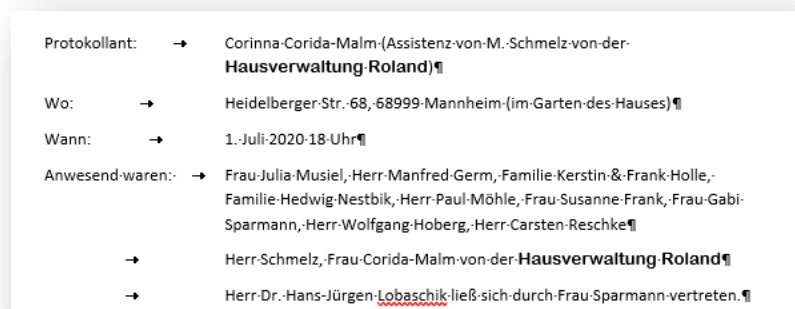 Protokollant: → Corinna·Corida-Malm·(Assistenz·von·M.·Schmelz·von·der·
Hausverwaltung·Roland)¶
Wo: → Heidelberger·Str.·68,·68999·Mannheim·(im·Garten·des·Hauses)¶
Wann: → 1.·Juli·2020·18·Uhr¶
Anwesend·waren:· → Frau·Julia·Musiel,·Herr·Manfred·Germ,·Familie·Kerstin·&·Frank·Holle,·
Familie·Hedwig·Nestbik,·Herr·Paul·Möhle,·Frau·Susanne·Frank,·Frau·Gabi·
Sparmann,·Herr·Wolfgang·Hoberg,·Herr·Carsten·Reschke¶
→ Herr·Schmelz,·Frau·Corida-Malm·von·der·Hausverwaltung·Roland¶
→ Herr·Dr.·Hans-Jürgen·Lobaschik·ließ·sich·durch·Frau·Sparmann·vertreten.¶